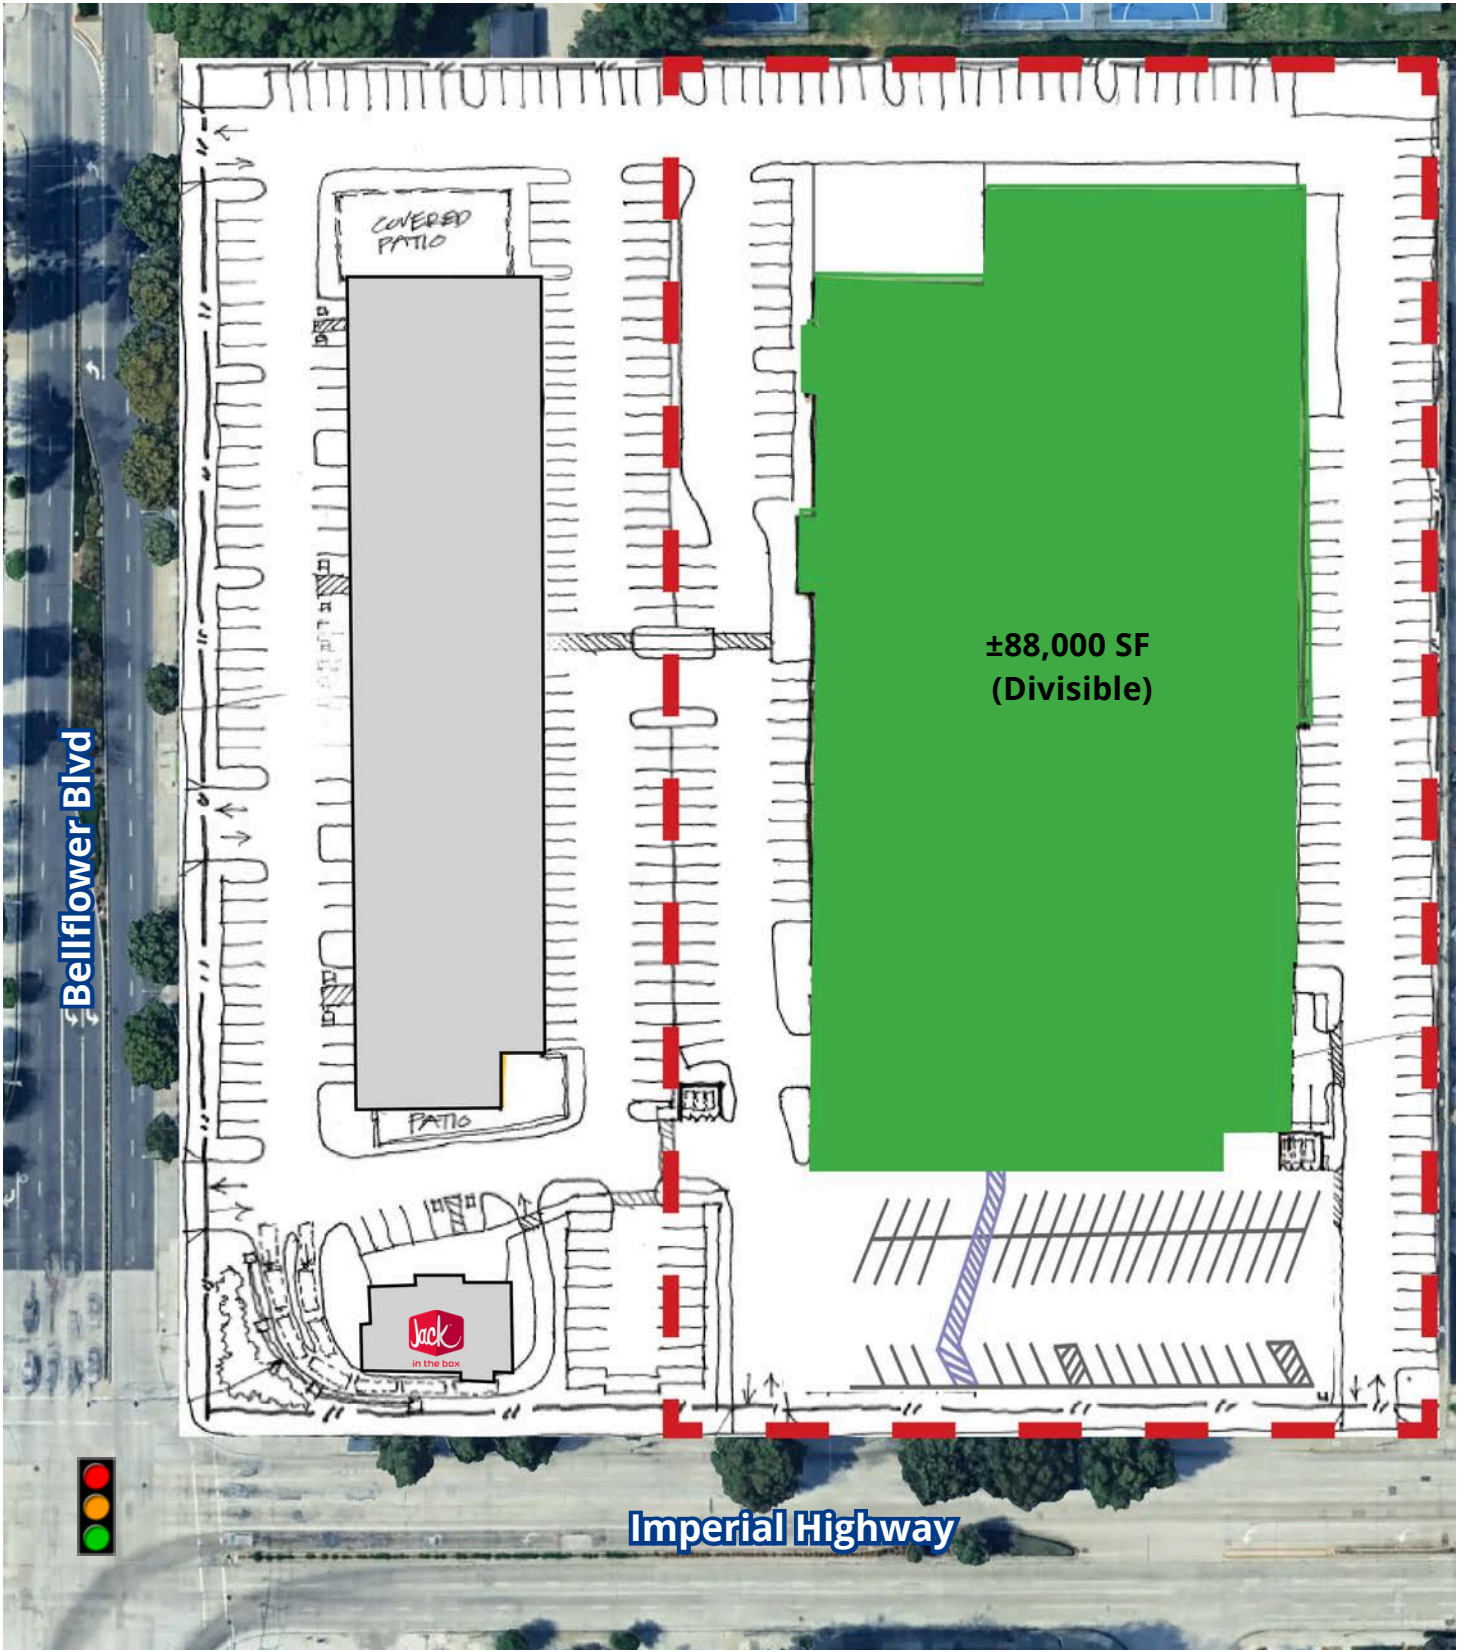 COVERED
PATIO
±88,000 SF
(Divisible)
Bellflower Blvd
PATIO
Jack
in the box
Imperial Highway